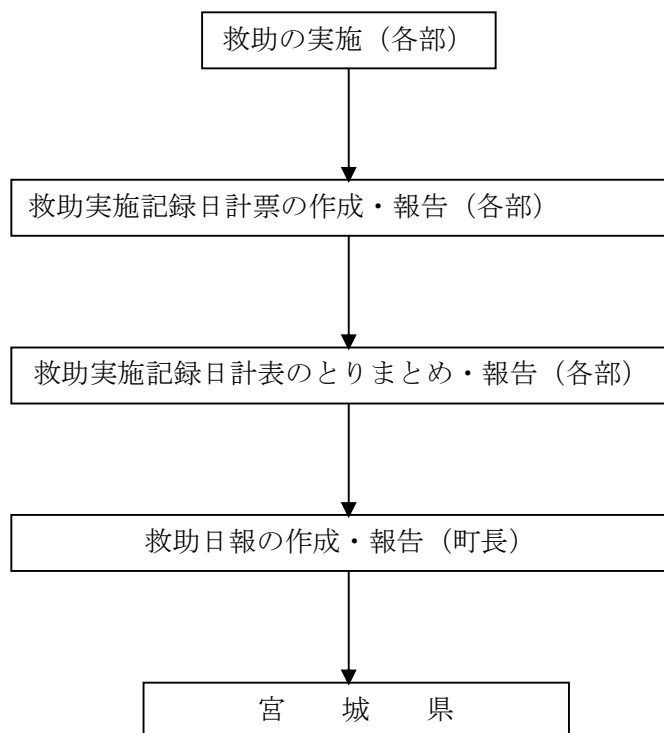 救助の実施（各部）
救助実施記録日計票の作成・報告（各部）
救助実施記録日計表のとりまとめ・報告（各部）
救助日報の作成・報告（町長）
宮　　城　　県